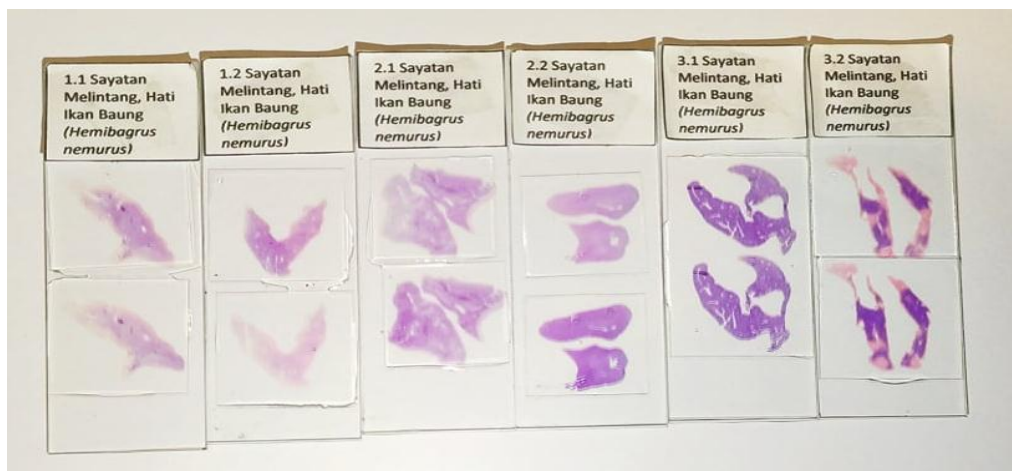 1.1 Sayatan
Melintang, Hati
Ikan Baung
(Hemibagrus
nemurus)
1.2 Sayatan
Melintang, Hati
Ikan Baung
(Hemibagrus
nemurus)
2.1 Sayatan
Melintang, Hati
Ikan Baung
(Hemibagrus
nemurus)
2.2 Sayatan
Melintang, Hati
Ikan Baung
(Hemibagrus
nemurus)
3.1 Sayatan
Melintang, Hati
Ikan Baung
(Hemibagrus
nemurus)
3.2 Sayatan
Melintang, Hati
Ikan Baung
(Hemibagrus
nemurus)